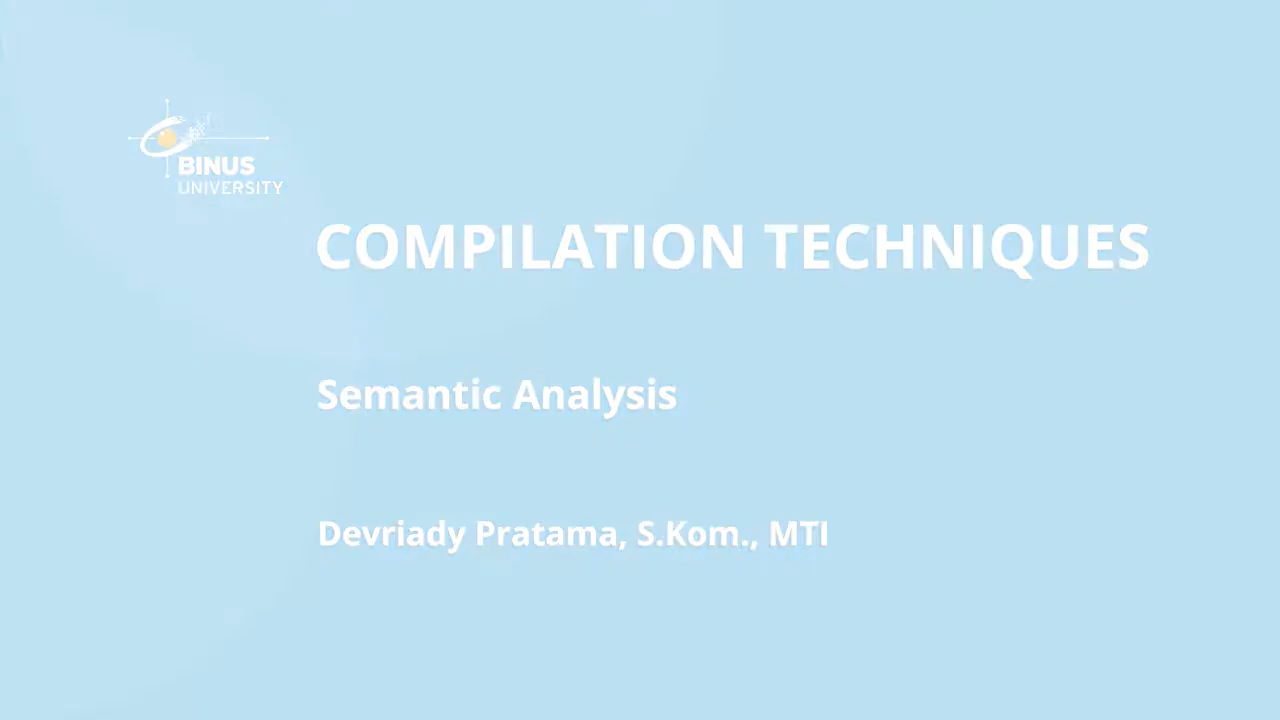 BINUS
UNIVERSITY
COMPILATION TECHNIQUES
Semantic Analysis
Devriady Pratama, S.Kom., MTI